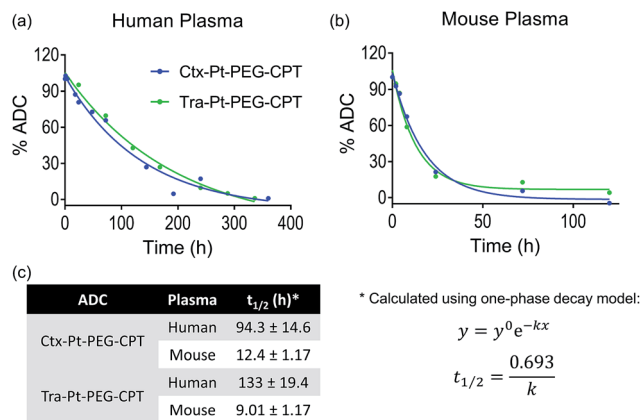 (a)
Human Plasma
120
90
60
30
0
% ADC
0
100
200
300
400
Time (h)
Ctx-Pt-PEG-CPT
Tra-Pt-PEG-CPT
(b)
Mouse Plasma
120
90
60
30
0
% ADC
0
50
100
Time (h)
(c)
ADC Plasma t1/2 (h)*
Ctx-Pt-PEG-CPT Human 94.3 ± 14.6
Mouse 12.4 ± 1.17
Tra-Pt-PEG-CPT Human 133 ± 19.4
Mouse 9.01 ± 1.17
* Calculated using one-phase decay model:
y = y⁰e⁻ᵏˣ
t1/2 = 0.693
k